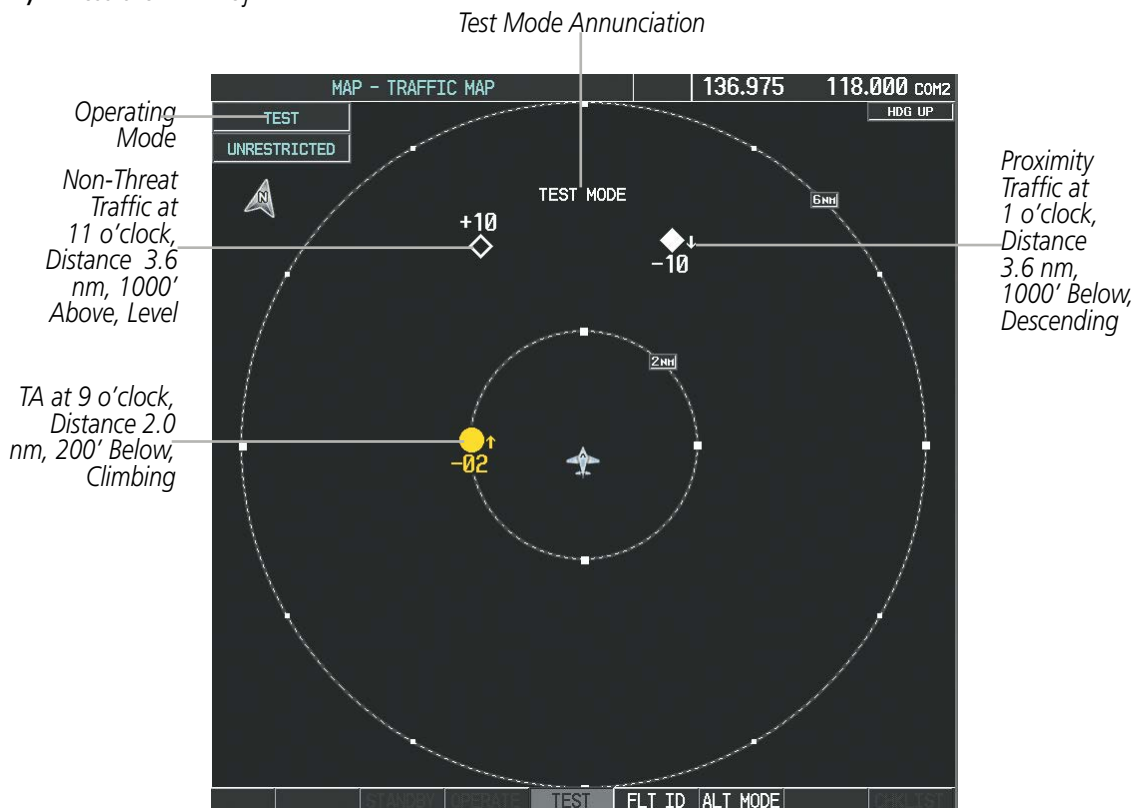 Test Mode Annunciation
MAP - TRAFFIC MAP
136.975
118.000 COM2
Operating
Mode
TEST
UNRESTRICTED
HDG UP
N
Non-Threat
Traffic at
11 o’clock,
Distance 3.6
nm, 1000’
Above, Level
TEST MODE
+10
-10
6NM
Proximity
Traffic at
1 o’clock,
Distance
3.6 nm,
1000’ Below,
Descending
2NM
TA at 9 o’clock,
Distance 2.0
nm, 200’ Below,
Climbing
-02
STANDBY OPERATE TEST FLT ID ALT MODE CHKLIST